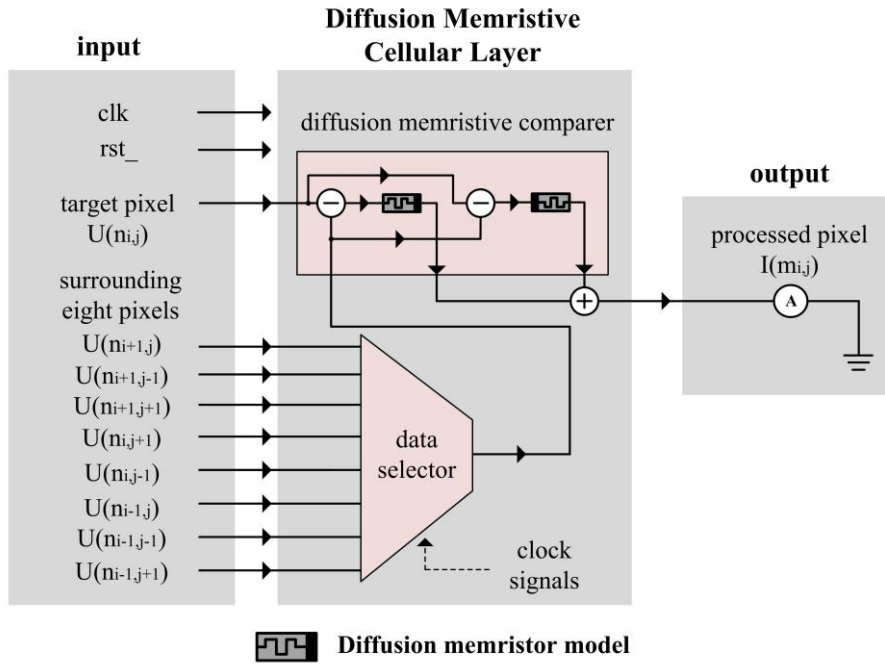 input
clk
rst_
target pixel
U(ni,j)
surrounding
eight pixels
U(ni+1,j)
U(ni+1,j-1)
U(ni+1,j+1)
U(ni,j+1)
U(ni,j-1)
U(ni-1,j)
U(ni-1,j-1)
U(ni-1,j+1)
Diffusion Memristive
Cellular Layer
diffusion memristive comparer
data
selector
clock
signals
output
processed pixel
I(mi,j)
A
Diffusion memristor model